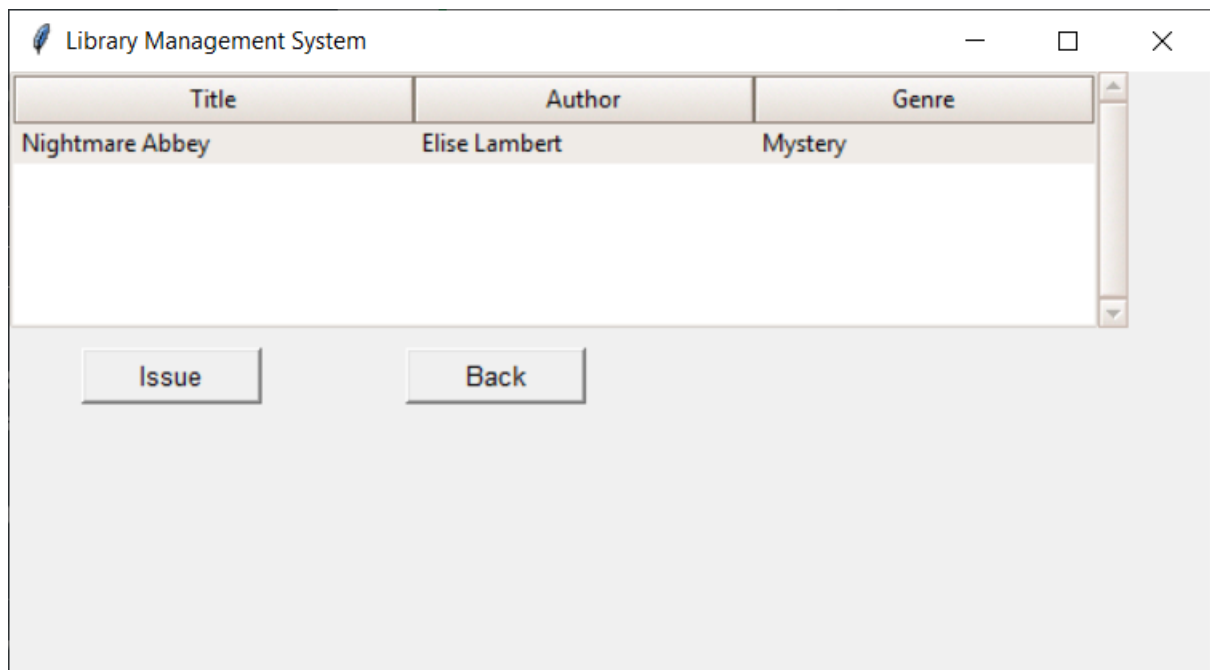 Library Management System
Title Author Genre
Nightmare Abbey Elise Lambert Mystery
Issue Back